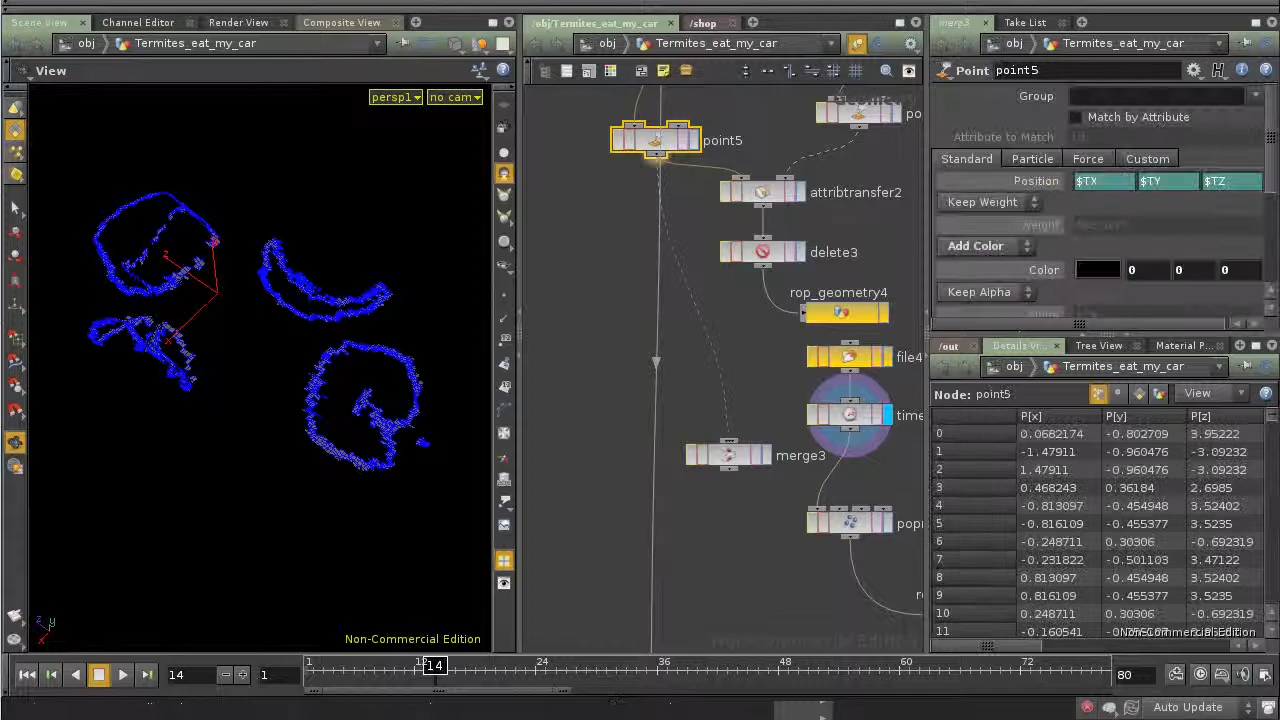 Scene View × Channel Editor × Render View × Composite View ×
/obj/Termites_eat_my_car × /shop ×
merge3 × Take List ×
obj Termites_eat_my_car
obj Termites_eat_my_car
obj Termites_eat_my_car
View
Point point5
persp1 no cam
Group
Match by Attribute
Attribute to Match
Standard Particle Force Custom
Position $TX $TY $TZ
Keep Weight
Weight
Add Color
Color 0 0 0
Keep Alpha
po
point5
attribtransfer2
delete3
rop_geometry4
file4
time
merge3
popn
/out Details Vi... × Tree View × Material P... ×
obj Termites_eat_my_car
Node: point5 View
P[x] P[y] P[z]
0 0.0682174 -0.802709 3.95222
1 -1.47911 -0.960476 -3.09232
2 1.47911 -0.960476 -3.09232
3 0.468243 0.36184 2.6985
4 -0.813097 -0.454948 3.52402
5 -0.816109 -0.455377 3.5235
6 -0.248711 0.30306 -0.692319
7 -0.231822 -0.501103 3.47122
8 0.813097 -0.454948 3.52402
9 0.816109 -0.455377 3.5235
10 0.248711 0.30306 -0.692319
11 -0.160541
Non-Commercial Edition
z y
x
Non-Commercial Edition
Non-Commercial Edition
14 1
1 14 24 36 48 60 72
80
Auto Update